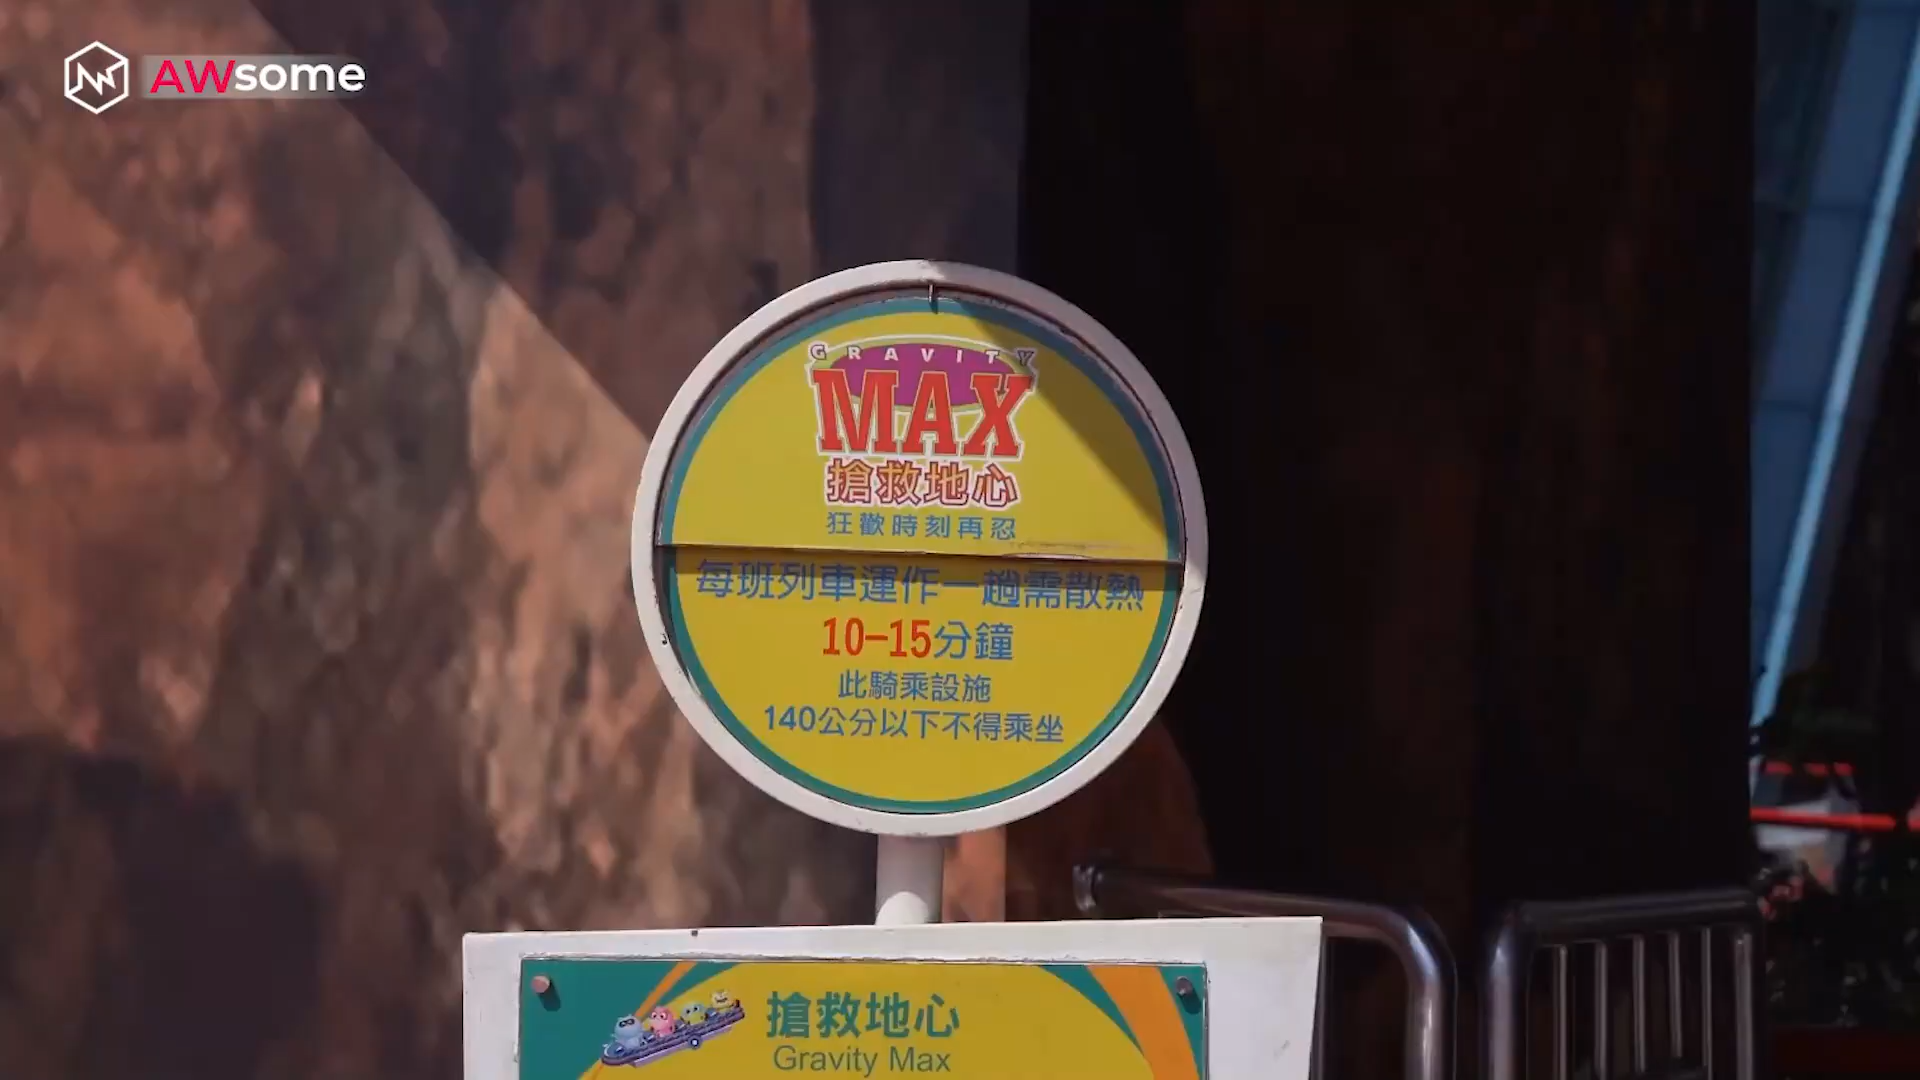 AWsome
GRAVITY
MAX
搶救地心
狂歡時刻再忍
每班列車運作一趟需散熱
10-15分鐘
此騎乘設施
140公分以下不得乘坐
搶救地心
Gravity Max